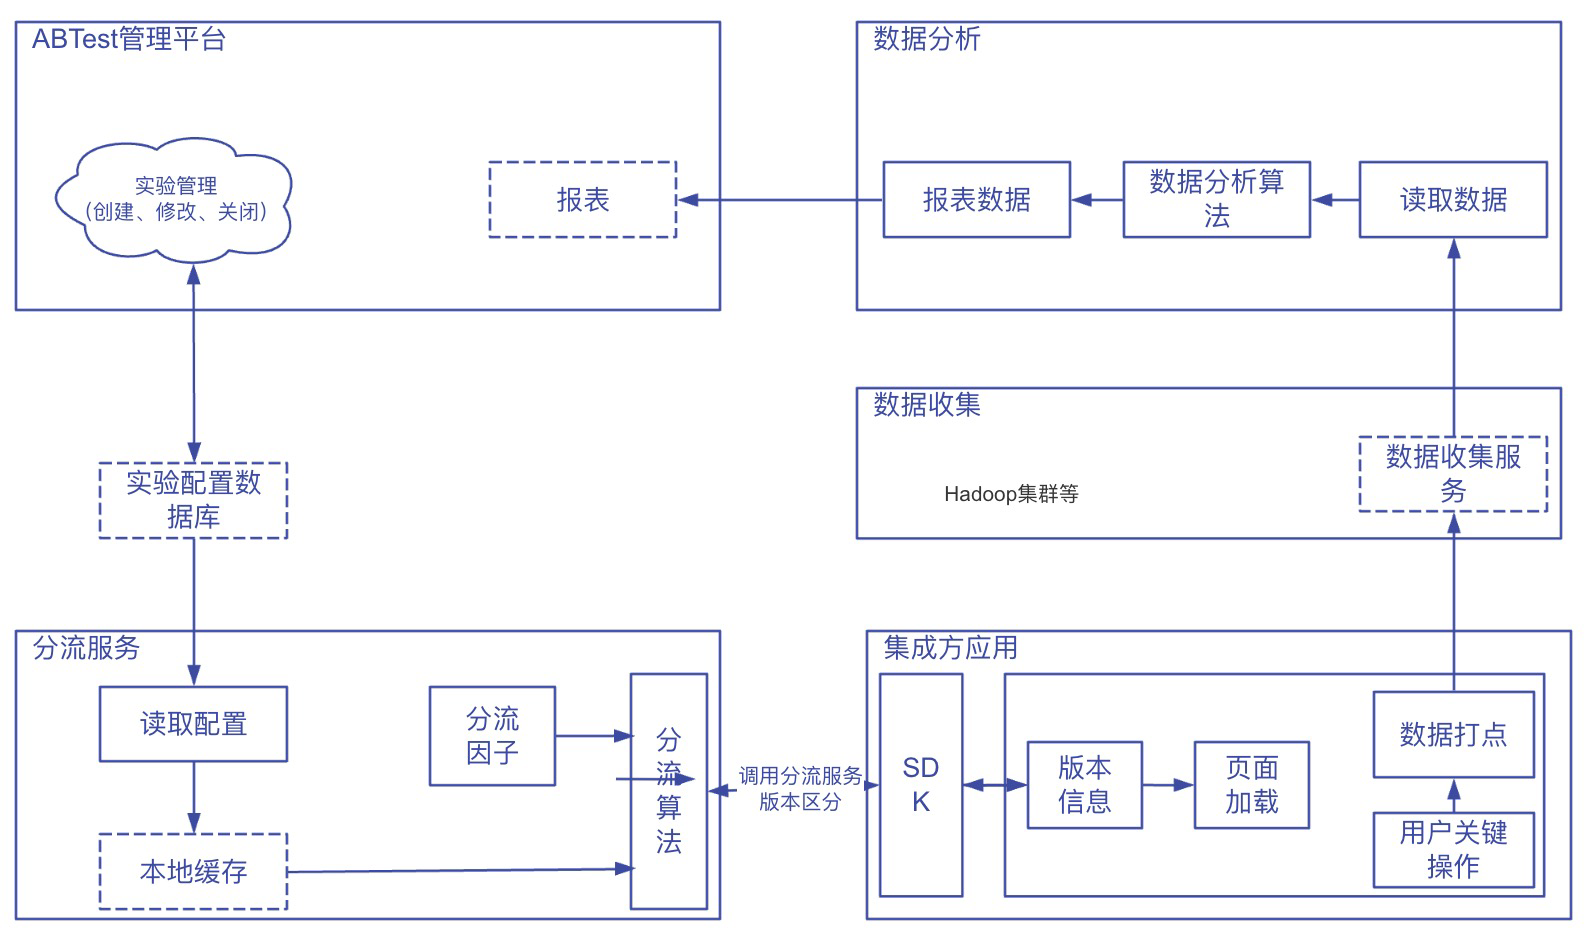 ABTest管理平台
实验管理
(创建、修改、关闭)
报表
数据分析
报表数据
数据分析算
法
读取数据
数据收集
Hadoop集群等
数据收集服
务
实验配置数
据库
分流服务
读取配置
本地缓存
分流
因子
分
流
算
法
调用分流服务
版本区分
集成方应用
SD
K
版本
信息
页面
加载
数据打点
用户关键
操作